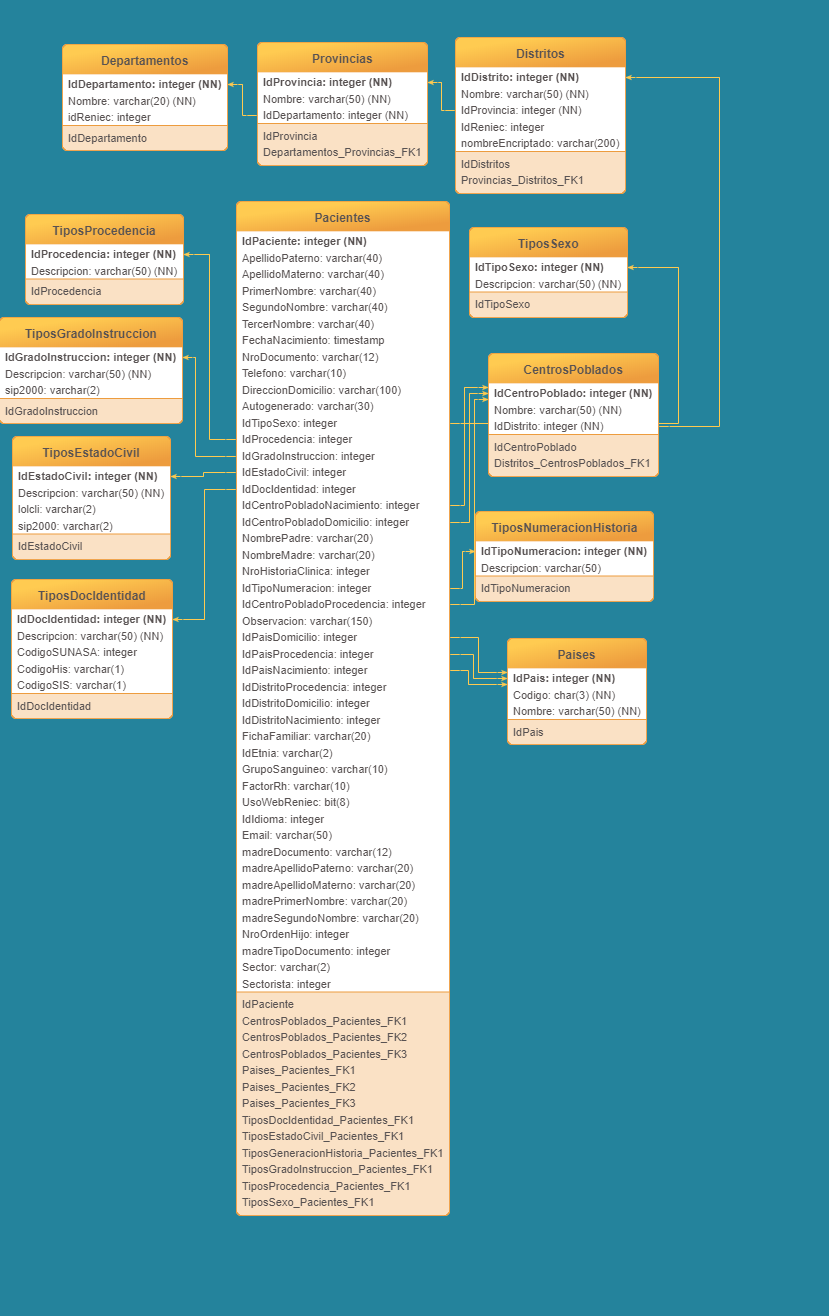 Departamentos
IdDepartamento: integer (NN)
Nombre: varchar(20) (NN)
idReniec: integer
IdDepartamento
Provincias
IdProvincia: integer (NN)
Nombre: varchar(50) (NN)
IdDepartamento: integer (NN)
IdProvincia
Departamentos_Provincias_FK1
Distritos
IdDistrito: integer (NN)
Nombre: varchar(50) (NN)
IdProvincia: integer (NN)
IdReniec: integer
nombreEncriptado: varchar(200)
IdDistritos
Provincias_Distritos_FK1
TiposProcedencia
IdProcedencia: integer (NN)
Descripcion: varchar(50) (NN)
IdProcedencia
TiposGradoInstruccion
IdGradoInstruccion: integer (NN)
Descripcion: varchar(50) (NN)
sip2000: varchar(2)
IdGradoInstruccion
TiposEstadoCivil
IdEstadoCivil: integer (NN)
Descripcion: varchar(50) (NN)
lolcli: varchar(2)
sip2000: varchar(2)
IdEstadoCivil
TiposDocIdentidad
IdDocIdentidad: integer (NN)
Descripcion: varchar(50) (NN)
CodigoSUNASA: integer
CodigoHis: varchar(1)
CodigoSIS: varchar(1)
IdDocIdentidad
Pacientes
IdPaciente: integer (NN)
ApellidoPaterno: varchar(40)
ApellidoMaterno: varchar(40)
PrimerNombre: varchar(40)
SegundoNombre: varchar(40)
TercerNombre: varchar(40)
FechaNacimiento: timestamp
NroDocumento: varchar(12)
Telefono: varchar(10)
DireccionDomicilio: varchar(100)
Autogenerado: varchar(30)
IdTipoSexo: integer
IdProcedencia: integer
IdGradoInstruccion: integer
IdEstadoCivil: integer
IdDocIdentidad: integer
IdCentroPobladoNacimiento: integer
IdCentroPobladoDomicilio: integer
NombrePadre: varchar(20)
NombreMadre: varchar(20)
NroHistoriaClinica: integer
IdTipoNumeracion: integer
IdCentroPobladoProcedencia: integer
Observacion: varchar(150)
IdPaisDomicilio: integer
IdPaisProcedencia: integer
IdPaisNacimiento: integer
IdDistritoProcedencia: integer
IdDistritoDomicilio: integer
IdDistritoNacimiento: integer
FichaFamiliar: varchar(20)
IdEtnia: varchar(2)
GrupoSanguineo: varchar(10)
FactorRh: varchar(10)
UsoWebReniec: bit(8)
IdIdioma: integer
Email: varchar(50)
madreDocumento: varchar(12)
madreApellidoPaterno: varchar(20)
madreApellidoMaterno: varchar(20)
madrePrimerNombre: varchar(20)
madreSegundoNombre: varchar(20)
NroOrdenHijo: integer
madreTipoDocumento: integer
Sector: varchar(2)
Sectorista: integer
IdPaciente
CentrosPoblados_Pacientes_FK1
CentrosPoblados_Pacientes_FK2
CentrosPoblados_Pacientes_FK3
Paises_Pacientes_FK1
Paises_Pacientes_FK2
Paises_Pacientes_FK3
TiposDocIdentidad_Pacientes_FK1
TiposEstadoCivil_Pacientes_FK1
TiposGeneracionHistoria_Pacientes_FK1
TiposGradoInstruccion_Pacientes_FK1
TiposProcedencia_Pacientes_FK1
TiposSexo_Pacientes_FK1
TiposSexo
IdTipoSexo: integer (NN)
Descripcion: varchar(50) (NN)
IdTipoSexo
CentrosPoblados
IdCentroPoblado: integer (NN)
Nombre: varchar(50) (NN)
IdDistrito: integer (NN)
IdCentroPoblado
Distritos_CentrosPoblados_FK1
TiposNumeracionHistoria
IdTipoNumeracion: integer (NN)
Descripcion: varchar(50)
IdTipoNumeracion
Paises
IdPais: integer (NN)
Codigo: char(3) (NN)
Nombre: varchar(50) (NN)
IdPais